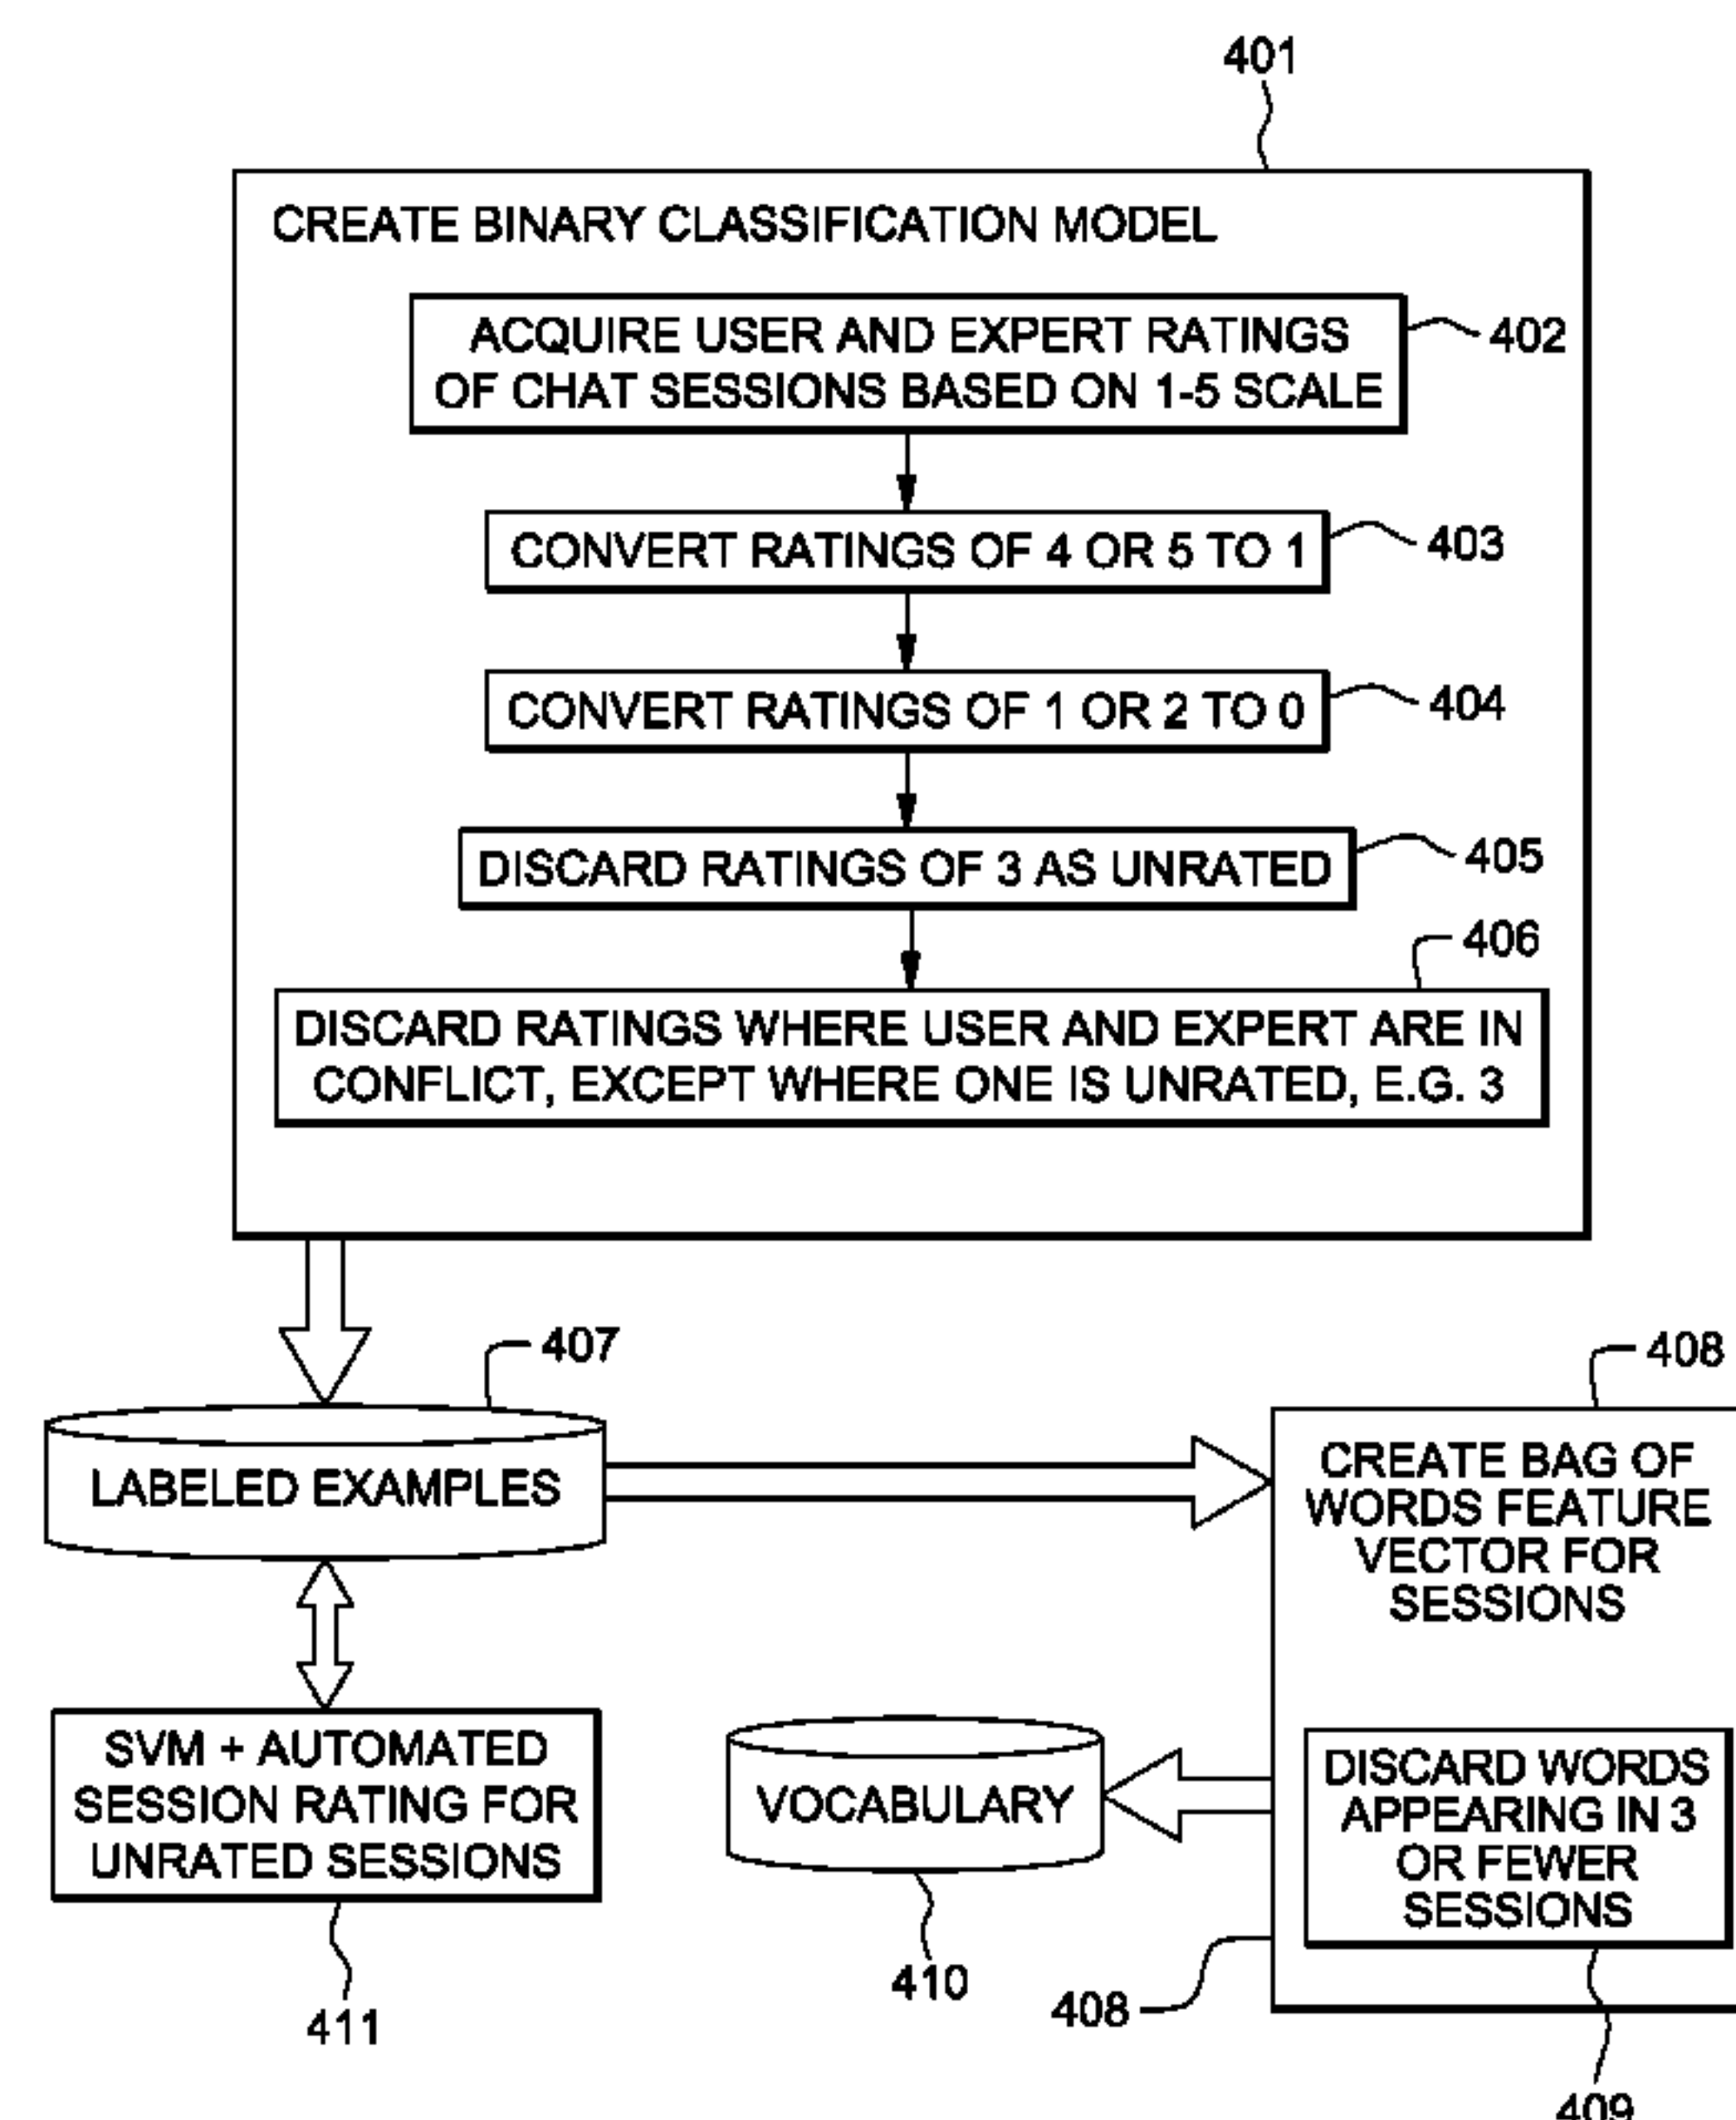 401
CREATE BINARY CLASSIFICATION MODEL
ACQUIRE USER AND EXPERT RATINGS
OF CHAT SESSIONS BASED ON 1-5 SCALE
402
CONVERT RATINGS OF 4 OR 5 TO 1
403
CONVERT RATINGS OF 1 OR 2 TO 0
404
DISCARD RATINGS OF 3 AS UNRATED
405
406
DISCARD RATINGS WHERE USER AND EXPERT ARE IN
CONFLICT, EXCEPT WHERE ONE IS UNRATED, E.G. 3
407
LABELED EXAMPLES
408
CREATE BAG OF
WORDS FEATURE
VECTOR FOR
SESSIONS
SVM + AUTOMATED
SESSION RATING FOR
UNRATED SESSIONS
VOCABULARY
DISCARD WORDS
APPEARING IN 3
OR FEWER
SESSIONS
411
410
408
409